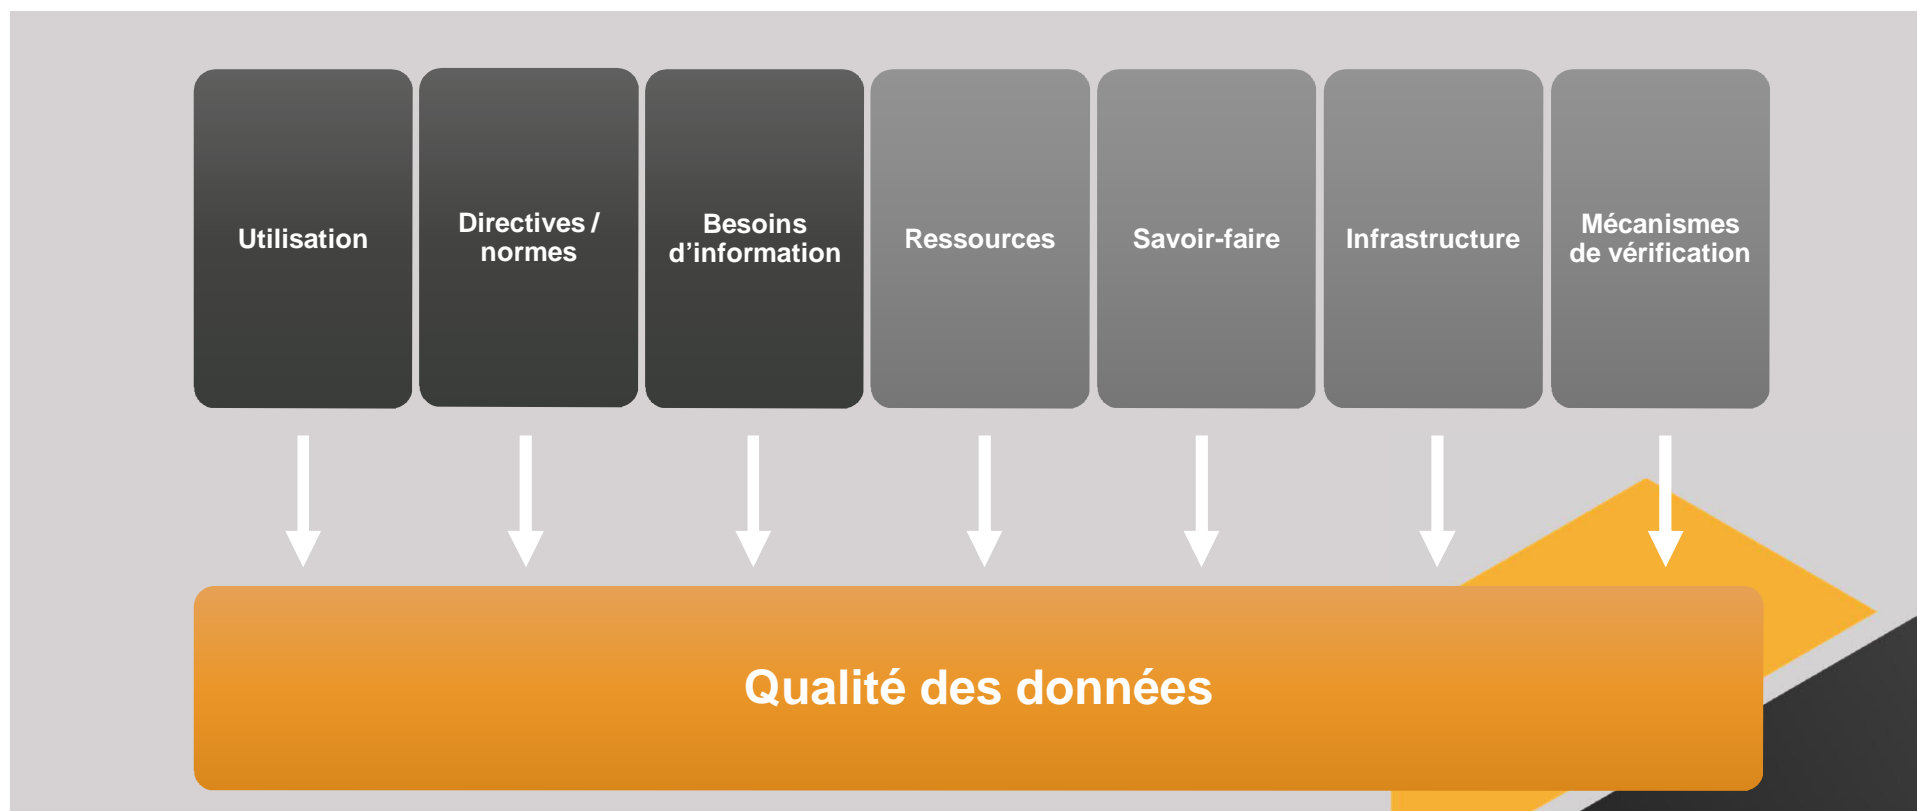 Utilisation
Directives /
normes
Besoins
d’information
Ressources
Savoir-faire
Infrastructure
Mécanismes
de vérification
Qualité des données